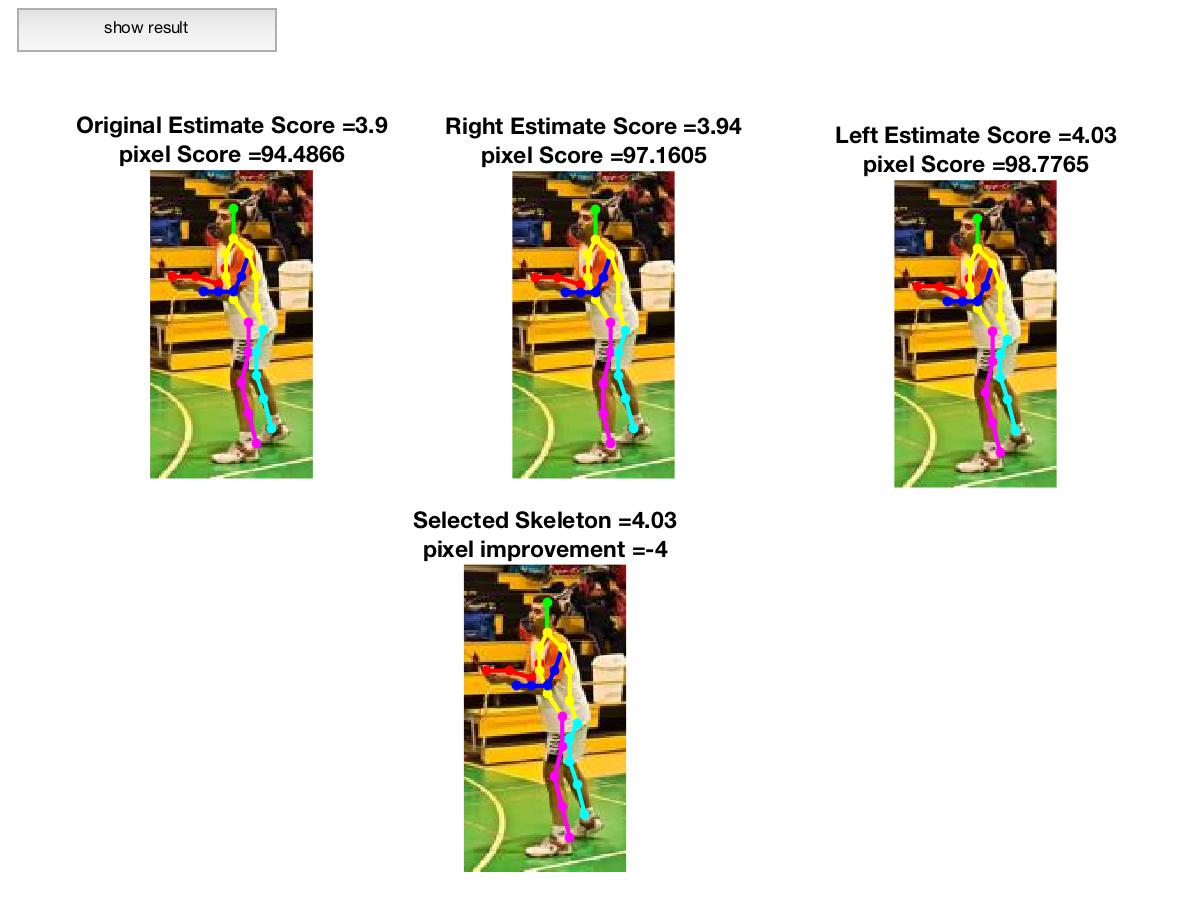 show result
Original Estimate Score =3.9
pixel Score =94.4866
Right Estimate Score =3.94
pixel Score =97.1605
Left Estimate Score =4.03
pixel Score =98.7765
Selected Skeleton =4.03
pixel improvement =-4